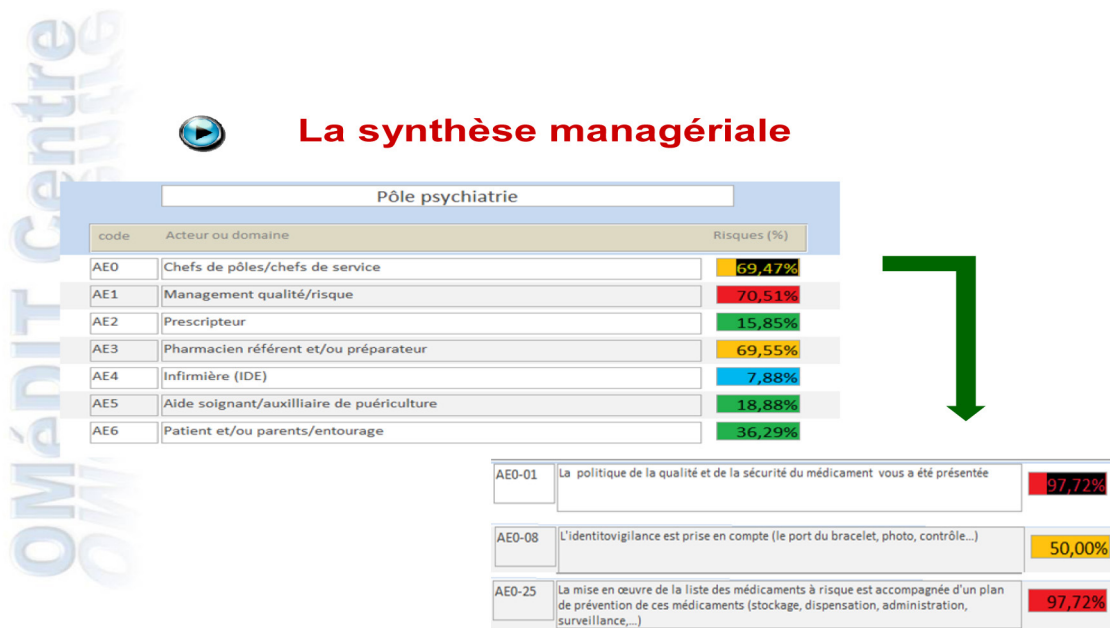 OMéDIT Centre
La synthèse managériale
Pôle psychiatrie
code Acteur ou domaine Risques (%)
AE0 Chefs de pôles/chefs de service 69,47%
AE1 Management qualité/risque 70,51%
AE2 Prescripteur 15,85%
AE3 Pharmacien référent et/ou préparateur 69,55%
AE4 Infirmière (IDE) 7,88%
AE5 Aide soignant/auxilliaire de puériculture 18,88%
AE6 Patient et/ou parents/entourage 36,29%
AE0-01 La politique de la qualité et de la sécurité du médicament vous a été présentée 97,72%
AE0-08 L'identitovigilance est prise en compte (le port du bracelet, photo, contrôle...) 50,00%
AE0-25 La mise en œuvre de la liste des médicaments à risque est accompagnée d'un plan
de prévention de ces médicaments (stockage, dispensation, administration, 97,72%
surveillance,...)